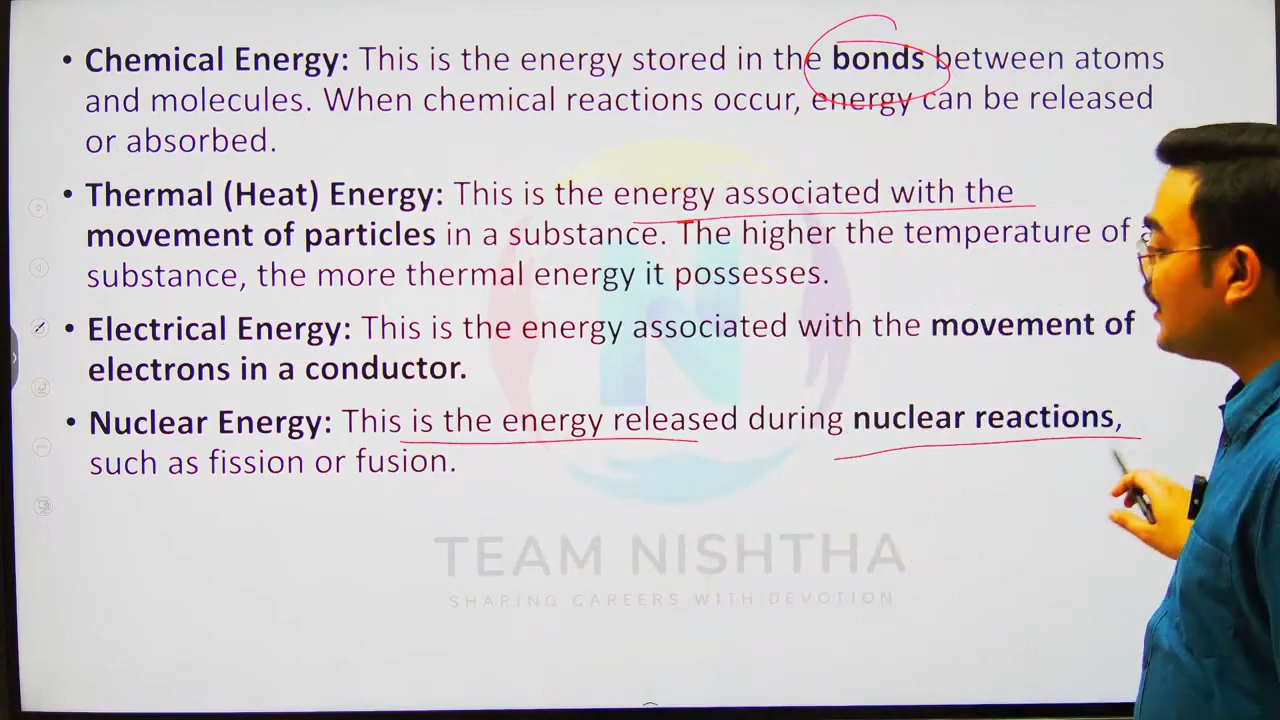 • Chemical Energy: This is the energy stored in the bonds between atoms
and molecules. When chemical reactions occur, energy can be released
or absorbed.
• Thermal (Heat) Energy: This is the energy associated with the
movement of particles in a substance. The higher the temperature of a
substance, the more thermal energy it possesses.
• Electrical Energy: This is the energy associated with the movement of
electrons in a conductor.
• Nuclear Energy: This is the energy released during nuclear reactions,
such as fission or fusion.
N
TEAM NISHTHA
SHAPING CAREERS WITH DEVOTION